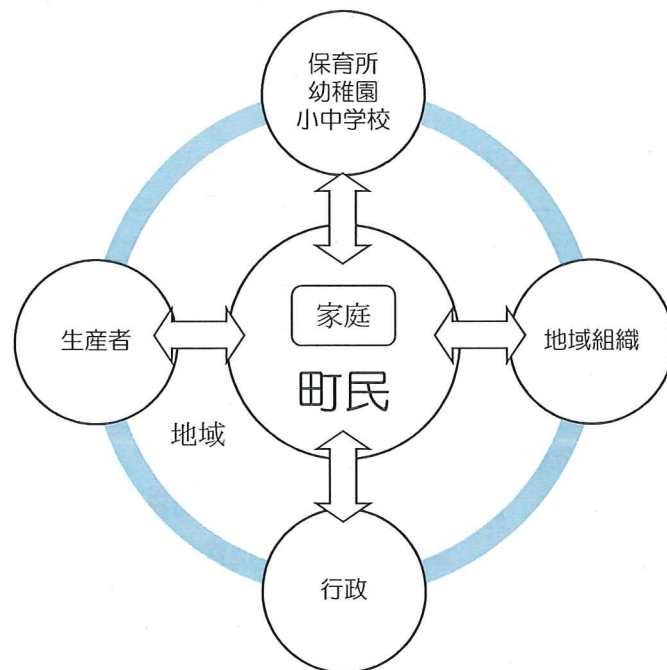 保育所
幼稚園
小中学校
家庭
生産者
地域組織
町民
地域
行政